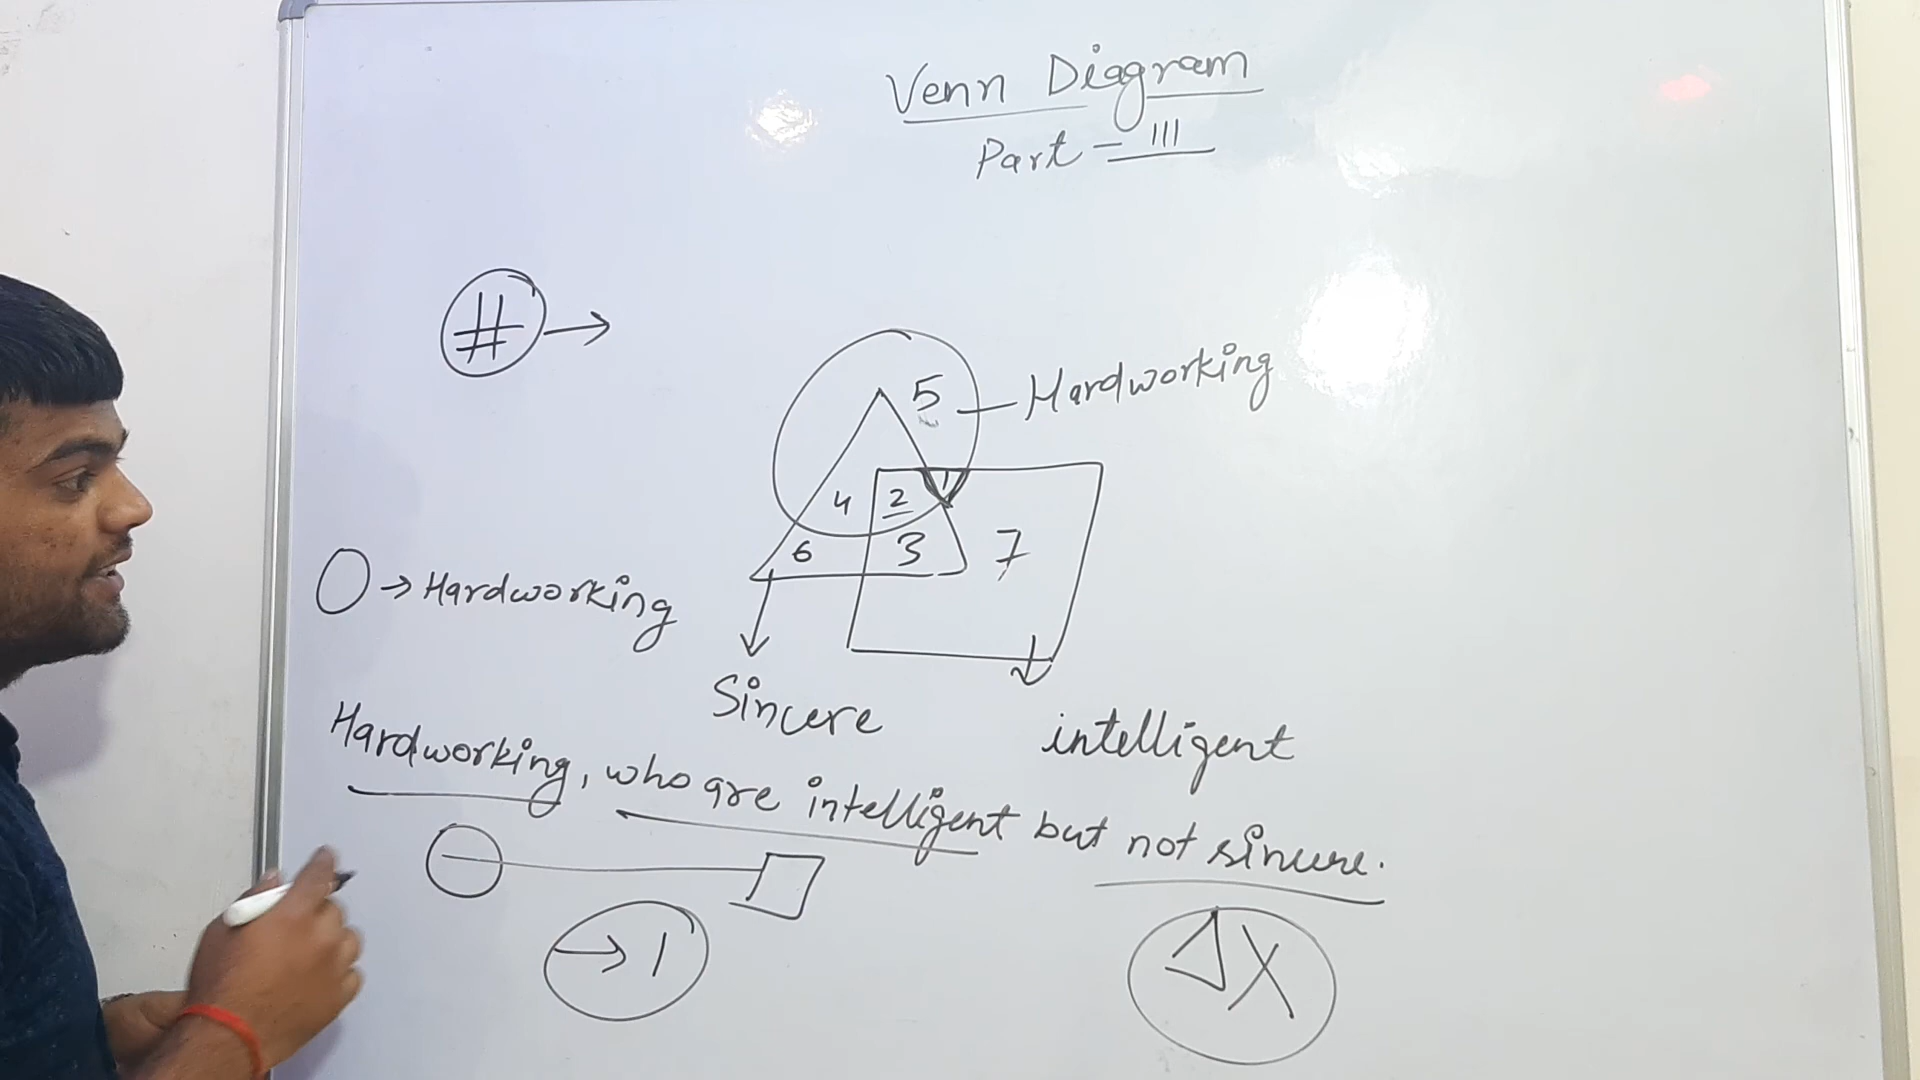 Venn Diagram
Part - III
#→
5 - Hardworking
4 2 1
6 3 7
O → Hardworking
Sincere
intelligent
Hardworking, who are intelligent but not sincere.
→ 1
Δ X